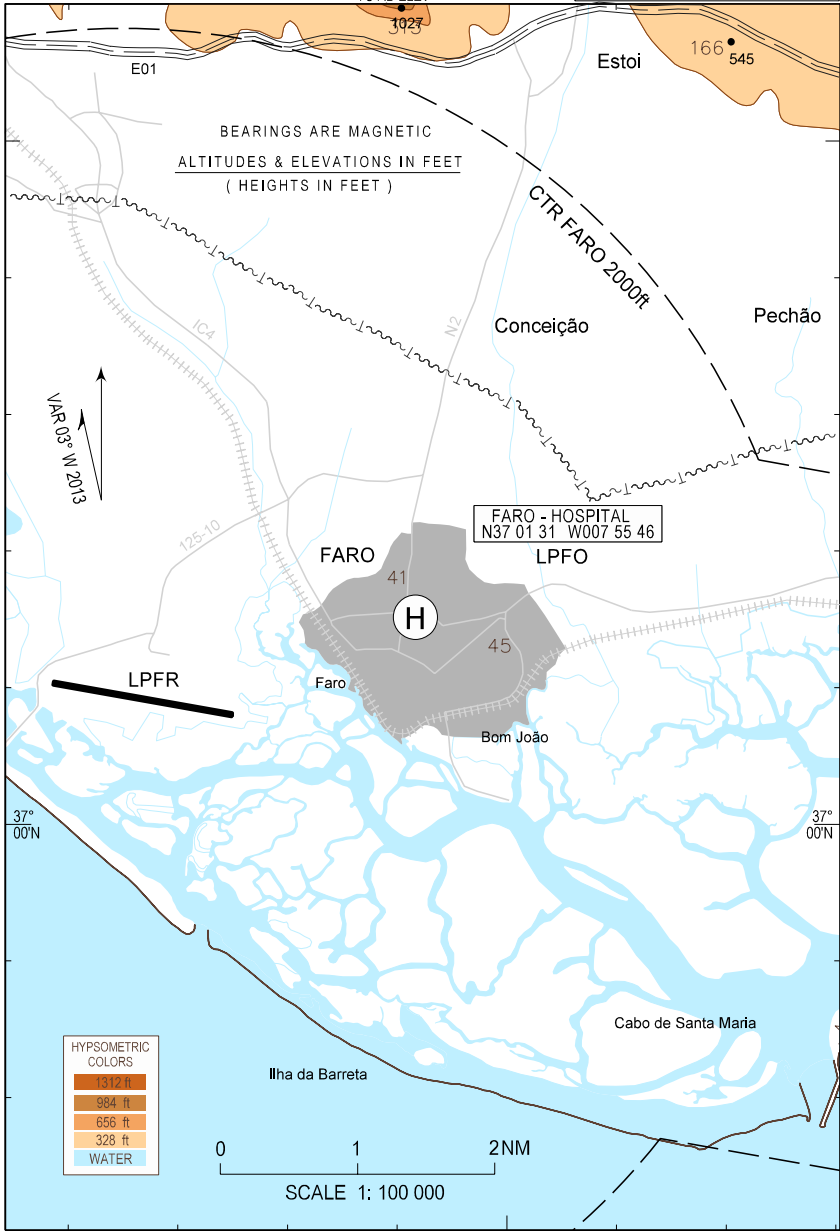 1027
313
E01
Estoi
166
545
BEARINGS ARE MAGNETIC
ALTITUDES & ELEVATIONS IN FEET
( HEIGHTS IN FEET )
CTR FARO 2000ft
IC4
N2
Conceição
Pechão
VAR 03° W 2013
125-10
FARO - HOSPITAL
N37 01 31 W007 55 46
FARO
LPFO
41
H
45
LPFR
Faro
Bom João
37°
00'N
37°
00'N
Cabo de Santa Maria
Ilha da Barreta
HYPSOMETRIC
COLORS
1312 ft
984 ft
656 ft
328 ft
WATER
0 1 2 NM
SCALE 1: 100 000